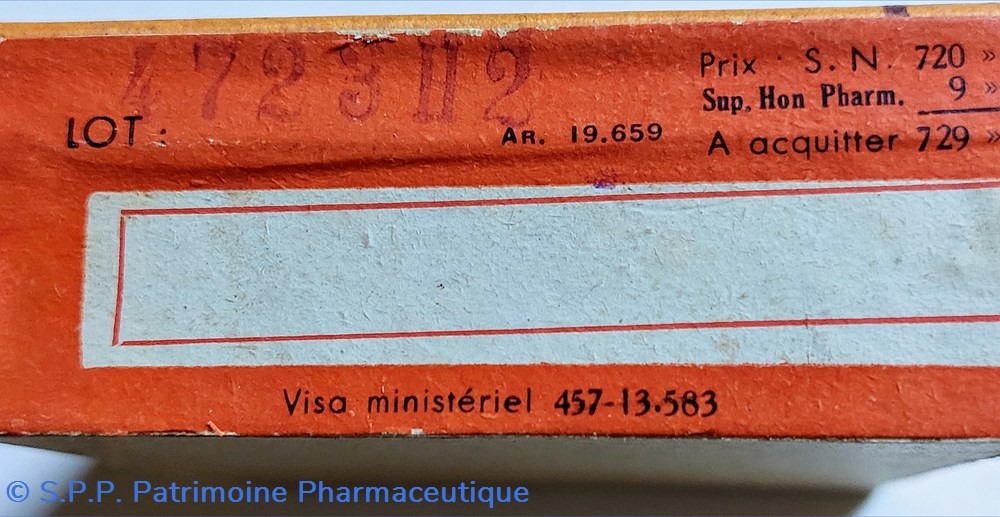 4723112
LOT :
AR. 19.659
Prix · S. N. 720 »
Sup. Hon Pharm. 9 »
A acquitter 729 »
Visa ministériel 457-13.583
© S.P.P. Patrimoine Pharmaceutique